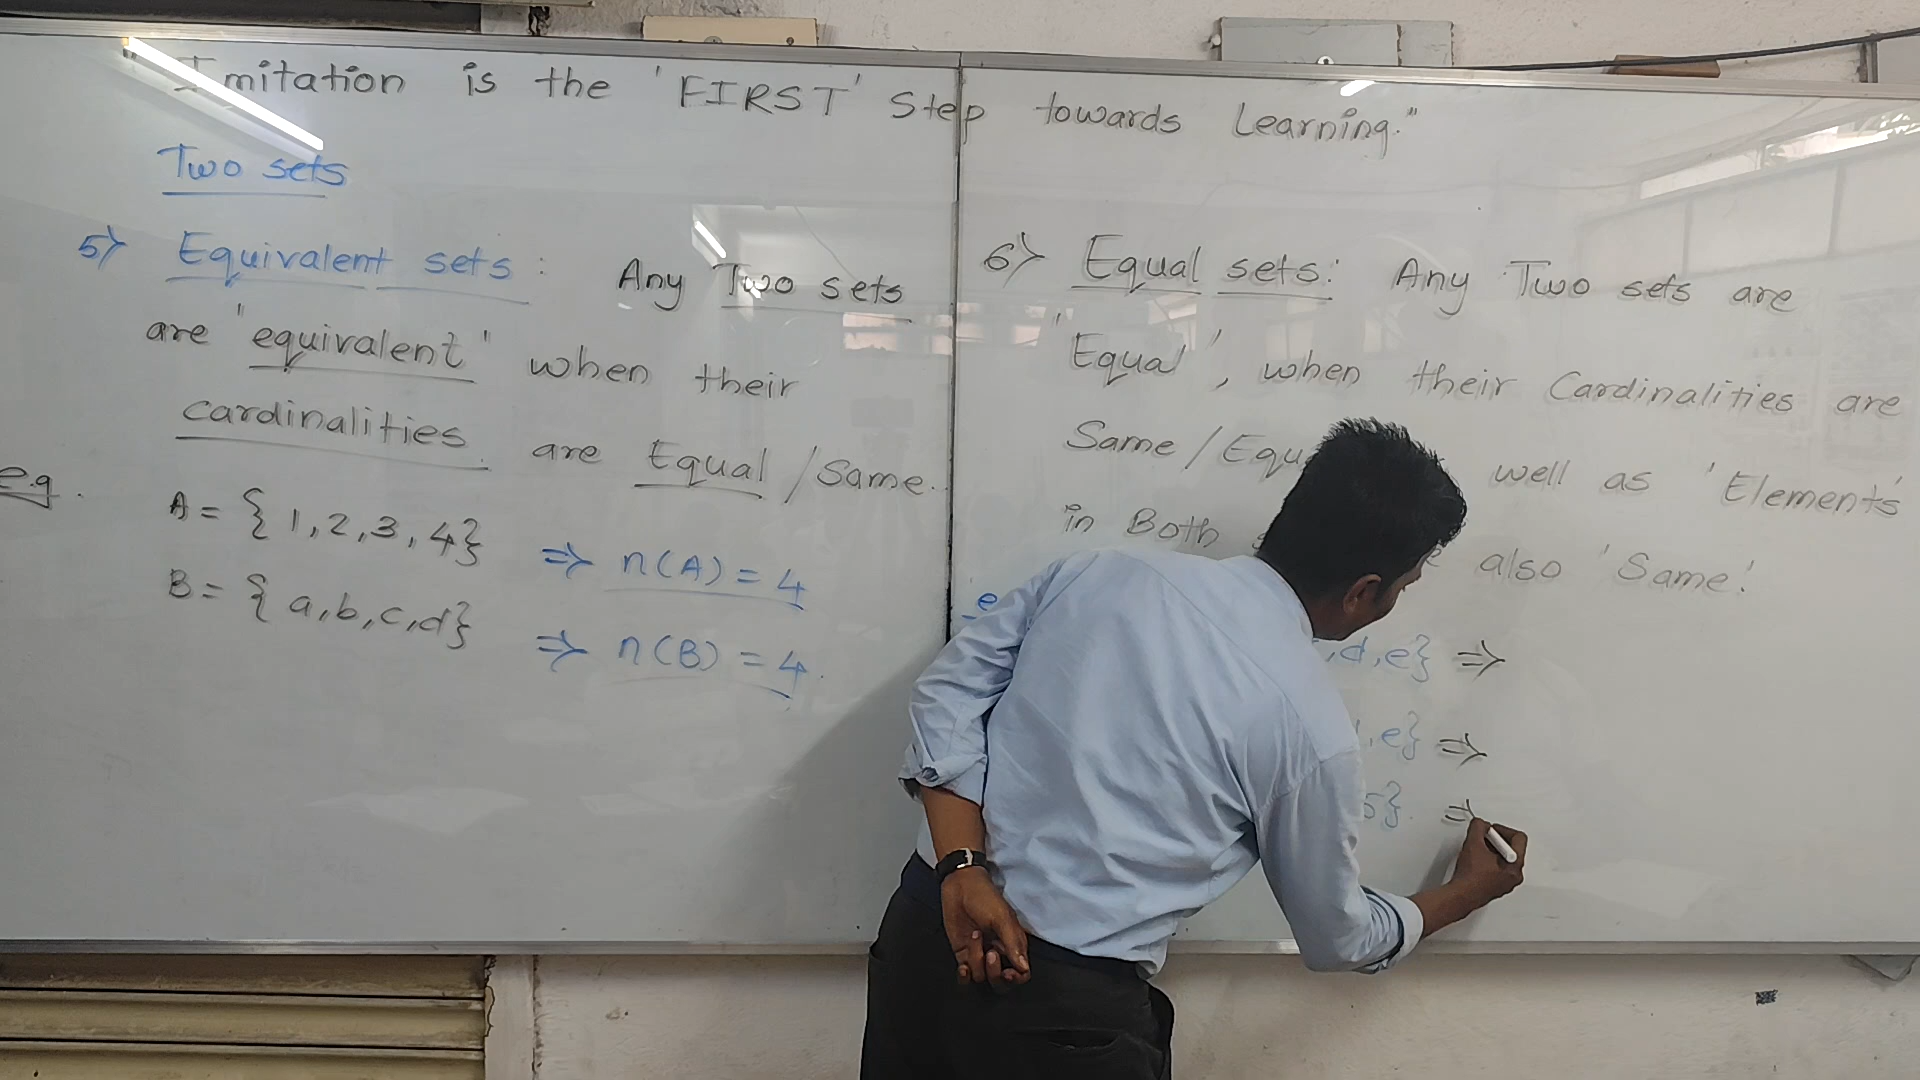 "Imitation is the 'FIRST' Step towards Learning."
Two sets
5) Equivalent sets : Any Two sets
are "equivalent" when their
cardinalities are Equal / Same.
e.g.
A = { 1, 2, 3, 4} => n(A) = 4
B = { a, b, c, d} => n(B) = 4.
6) Equal sets: Any Two sets are
"Equal", when their Cardinalities are
Same / well as 'Elements'
in Both also 'Same'.
,d,e} =>
,e} =>
5}. =>